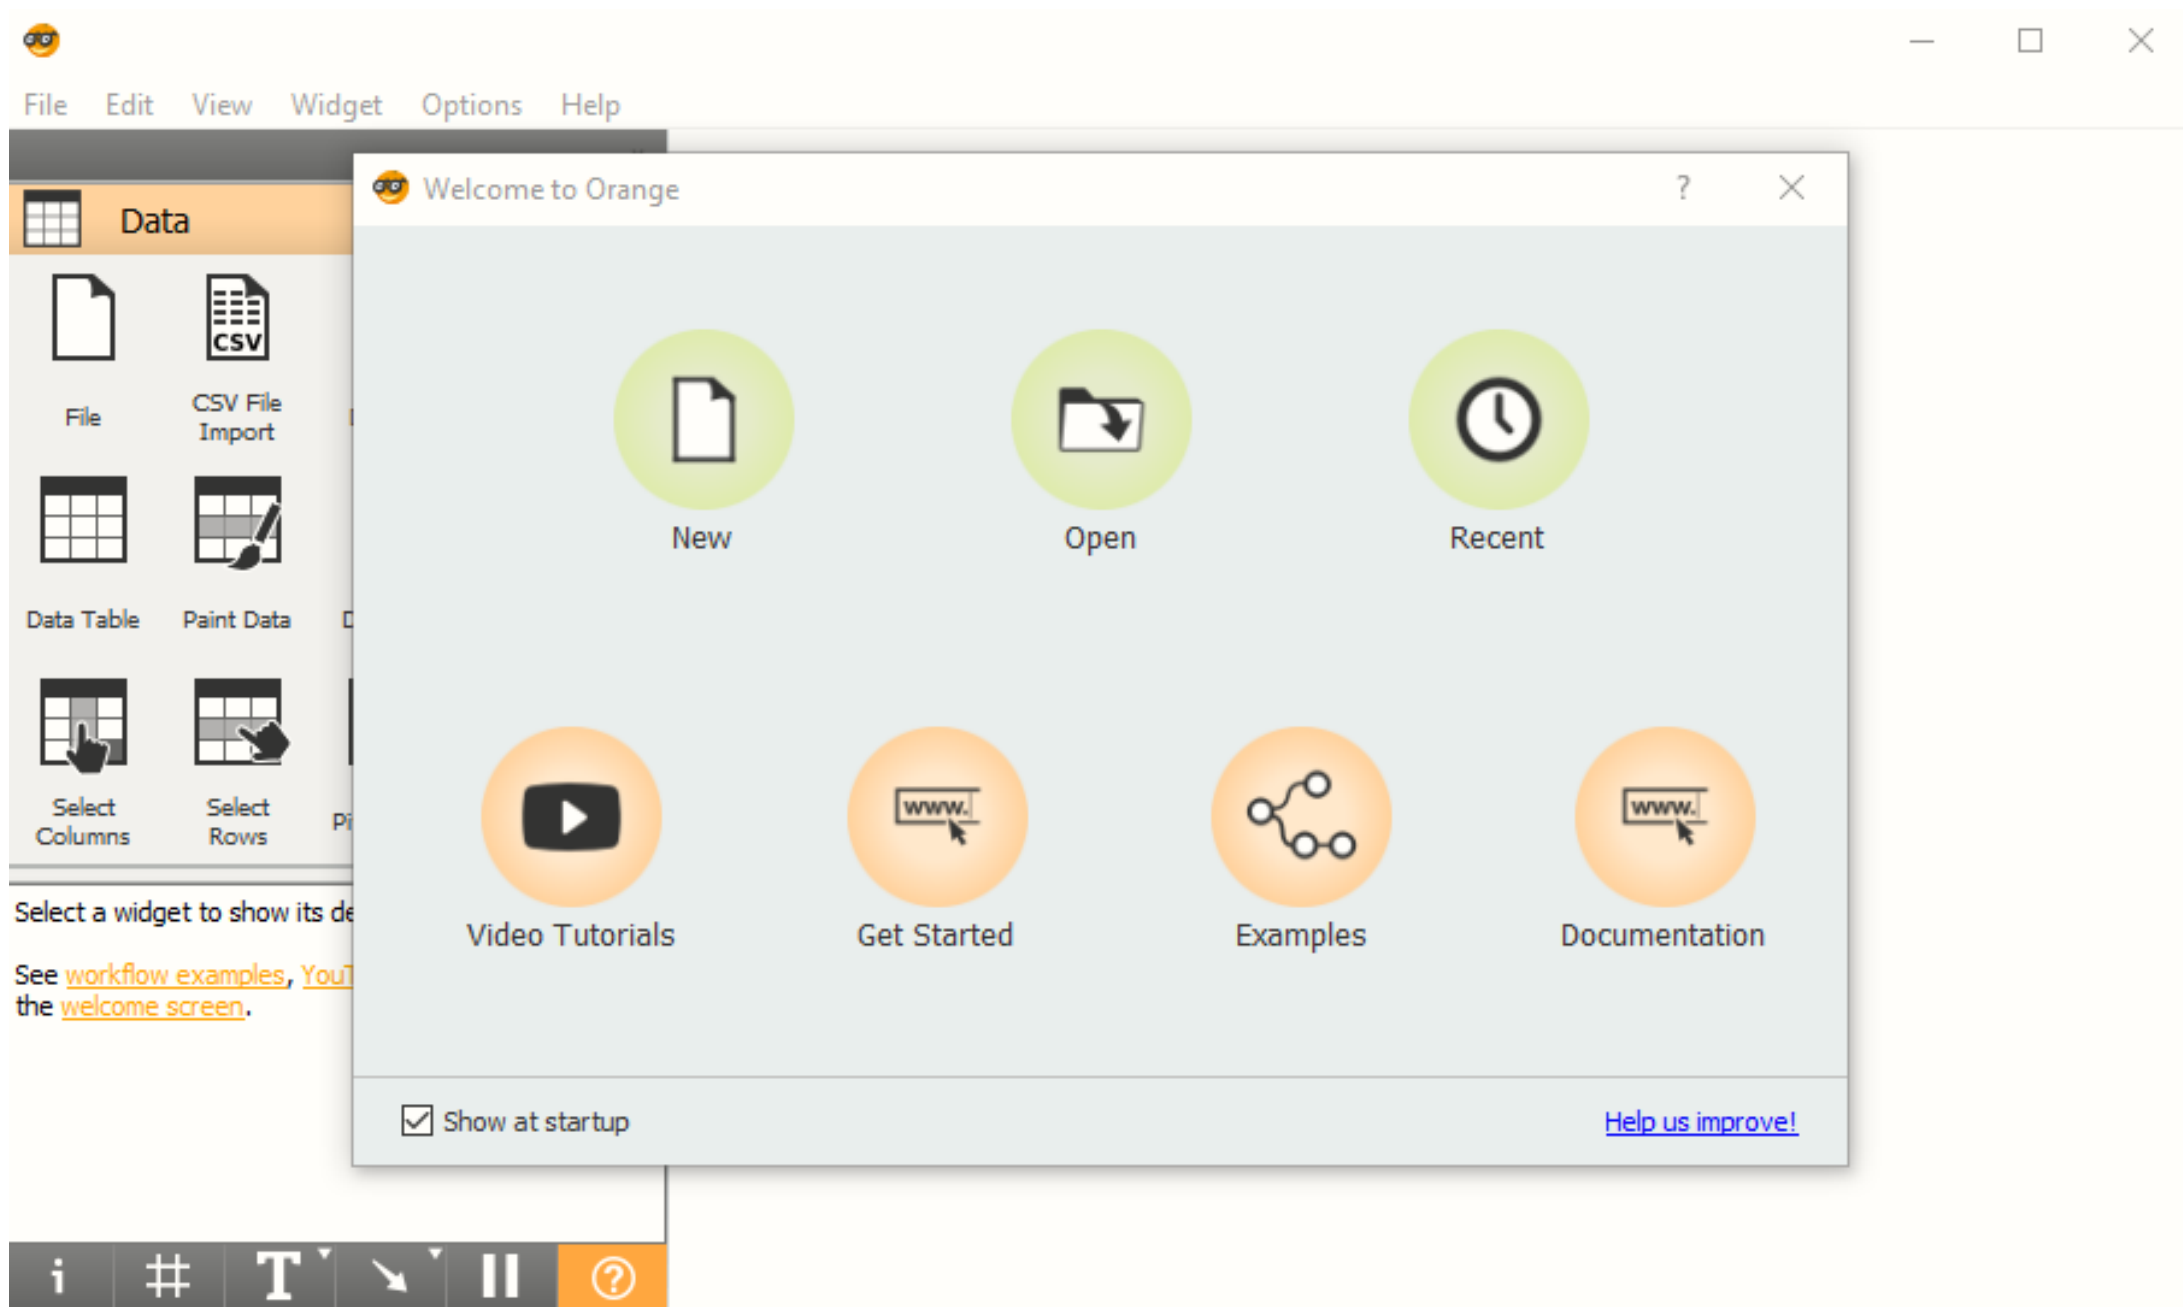 File Edit View Widget Options Help
Welcome to Orange
?
Data
CSV
File
CSV File
Import
Data Table
Paint Data
Select
Columns
Select
Rows
Select a widget to show its
See workflow examples,
the welcome screen.
New
Open
Recent
www.
www.
Video Tutorials
Get Started
Examples
Documentation
Show at startup
Help us improve!
i # T ?